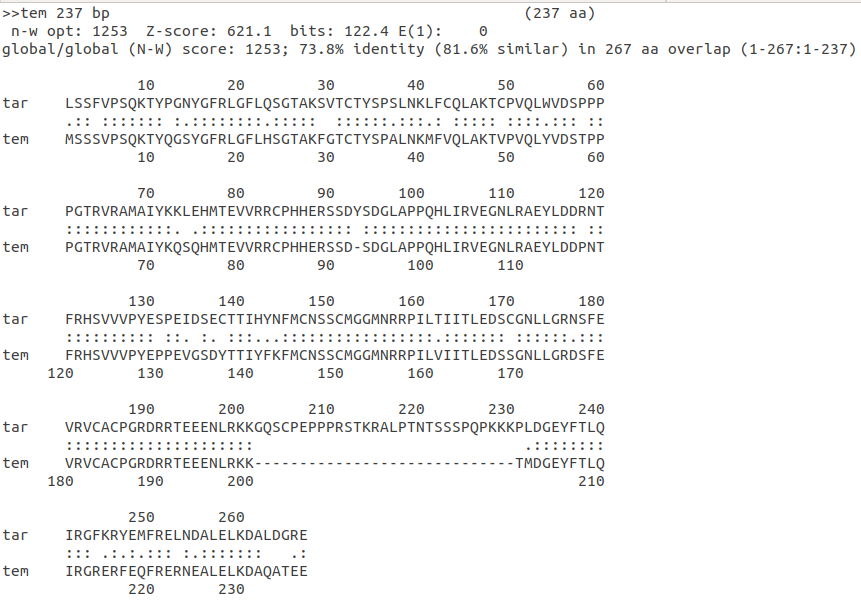 >>tem 237 bp                                              (237 aa)
 n-w opt: 1253  Z-score: 621.1  bits: 122.4 E(1):    0
global/global (N-W) score: 1253; 73.8% identity (81.6% similar) in 267 aa overlap (1-267:1-237)
               10        20        30        40        50        60
tar    LSSFVPSQKTYPGNYGFRLGFLQSGTAKSVTCTYSPSLNKLFCQLAKTCPVQLWVDSPPP
       .:: ::::::: :.::::::::.:::::  ::::::.:::.: ::::: ::::.::: ::
tem    MSSSVPSQKTYQGSYGFRLGFLHSGTAKFGTCTYSPALNKMFVQLAKTVPVQLYVDSTPP
               10        20        30        40        50        60
               70        80        90       100       110       120
tar    PGTRVRAMAIYKKLEHMTEVVRRCPHHERSSDYSDGLAPPQHLIRVEGNLRAEYLDDRNT
       ::::::::::::. .::::::::::::::::: :::::::::::::::::::::::: ::
tem    PGTRVRAMAIYKQSQHMTEVVRRCPHHERSSD-SDGLAPPQHLIRVEGNLRAEYLDDPNT
               70        80        90        100       110
              130       140       150       160       170       180
tar    FRHSVVVPYESPEIDSECTTIHYNFMCNSSCMGGMNRRPILTIITLEDSCGNLLGRNSFE
       :::::::::: ::. :. :::...:::::::::::::::::.::::::: ::::::.:::
tem    FRHSVVVPYEPPEVGSDYTTIYFKFMCNSSCMGGMNRRPILVIITLEDSSGNLLGRDSFE
     120       130       140       150       160       170
              190       200       210       220       230       240
tar    VRVCACPGRDRRTEEENLRKKGQSCPEPPPRSTKRALPTNTSSSPQPKKKPLDGEYFTLQ
       :::::::::::::::::::::                              .::::::::
tem    VRVCACPGRDRRTEEENLRKK-----------------------------TMDGEYFTLQ
     180       190       200                                     210
              250       260
tar    IRGFKRYEMFRELNDALELKDALDGRE
       ::: .:.:.::: :.:::::::   .:
tem    IRGRERFEQFRERNEALELKDAQATEE
              220       230